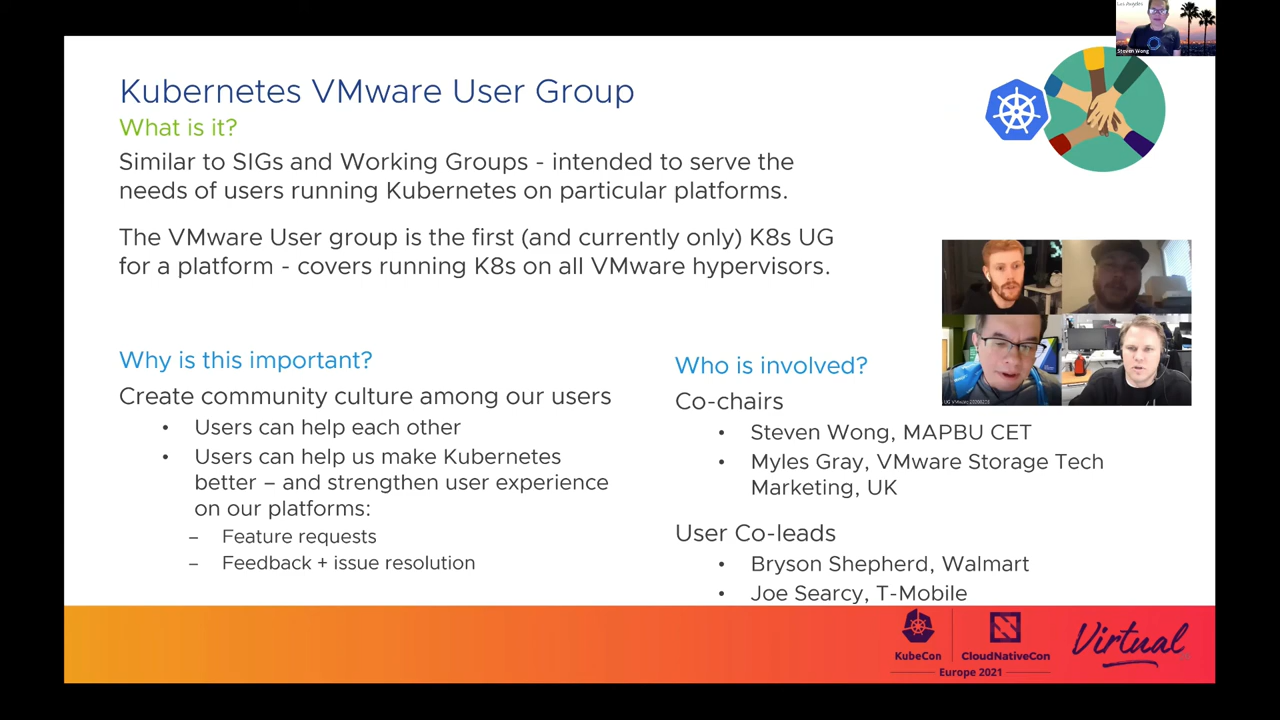 Los Angeles
Steven Wong
Kubernetes VMware User Group
What is it?
Similar to SIGs and Working Groups - intended to serve the
needs of users running Kubernetes on particular platforms.
The VMware User group is the first (and currently only) K8s UG
for a platform - covers running K8s on all VMware hypervisors.
Why is this important?
Create community culture among our users
• Users can help each other
• Users can help us make Kubernetes
better – and strengthen user experience
on our platforms:
– Feature requests
– Feedback + issue resolution
Who is involved?
Co-chairs
• Steven Wong, MAPBU CET
• Myles Gray, VMware Storage Tech
Marketing, UK
User Co-leads
• Bryson Shepherd, Walmart
• Joe Searcy, T-Mobile
KubeCon
CloudNativeCon
Europe 2021
Virtual